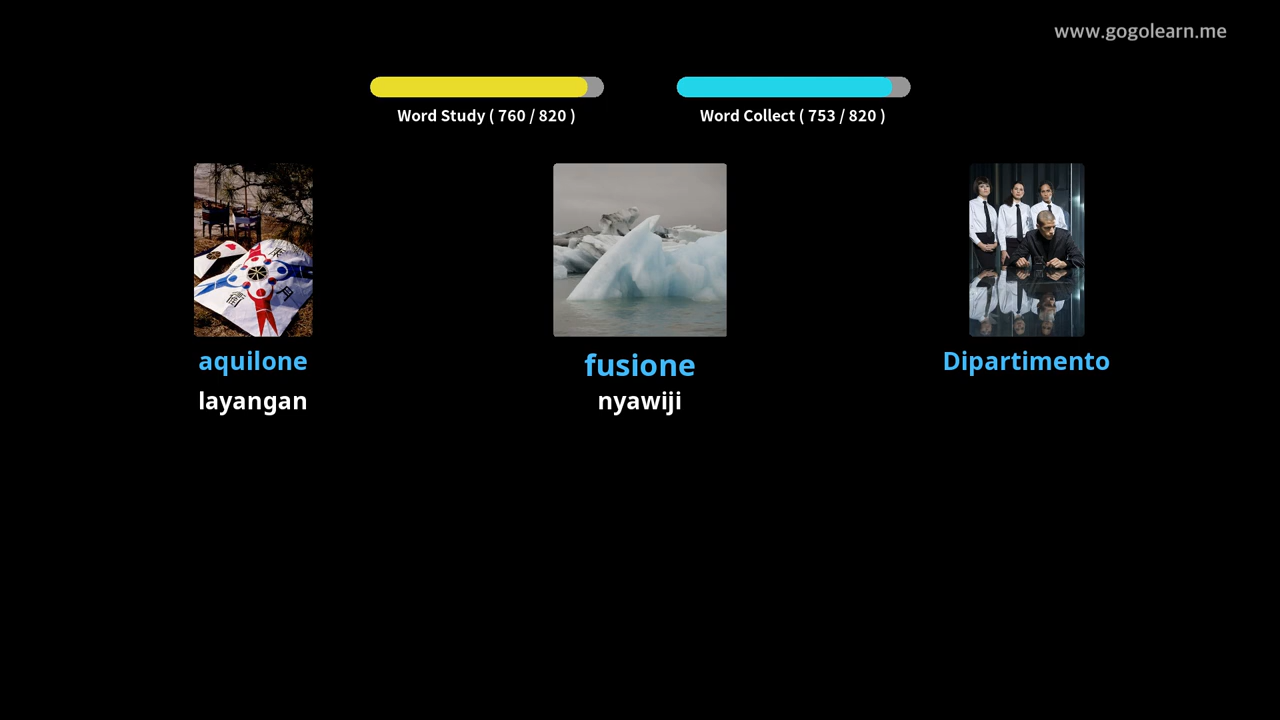 www.gogolearn.me
Word Study ( 760 / 820 )
Word Collect ( 753 / 820 )
aquilone
fusione
Dipartimento
layangan
nyawiji